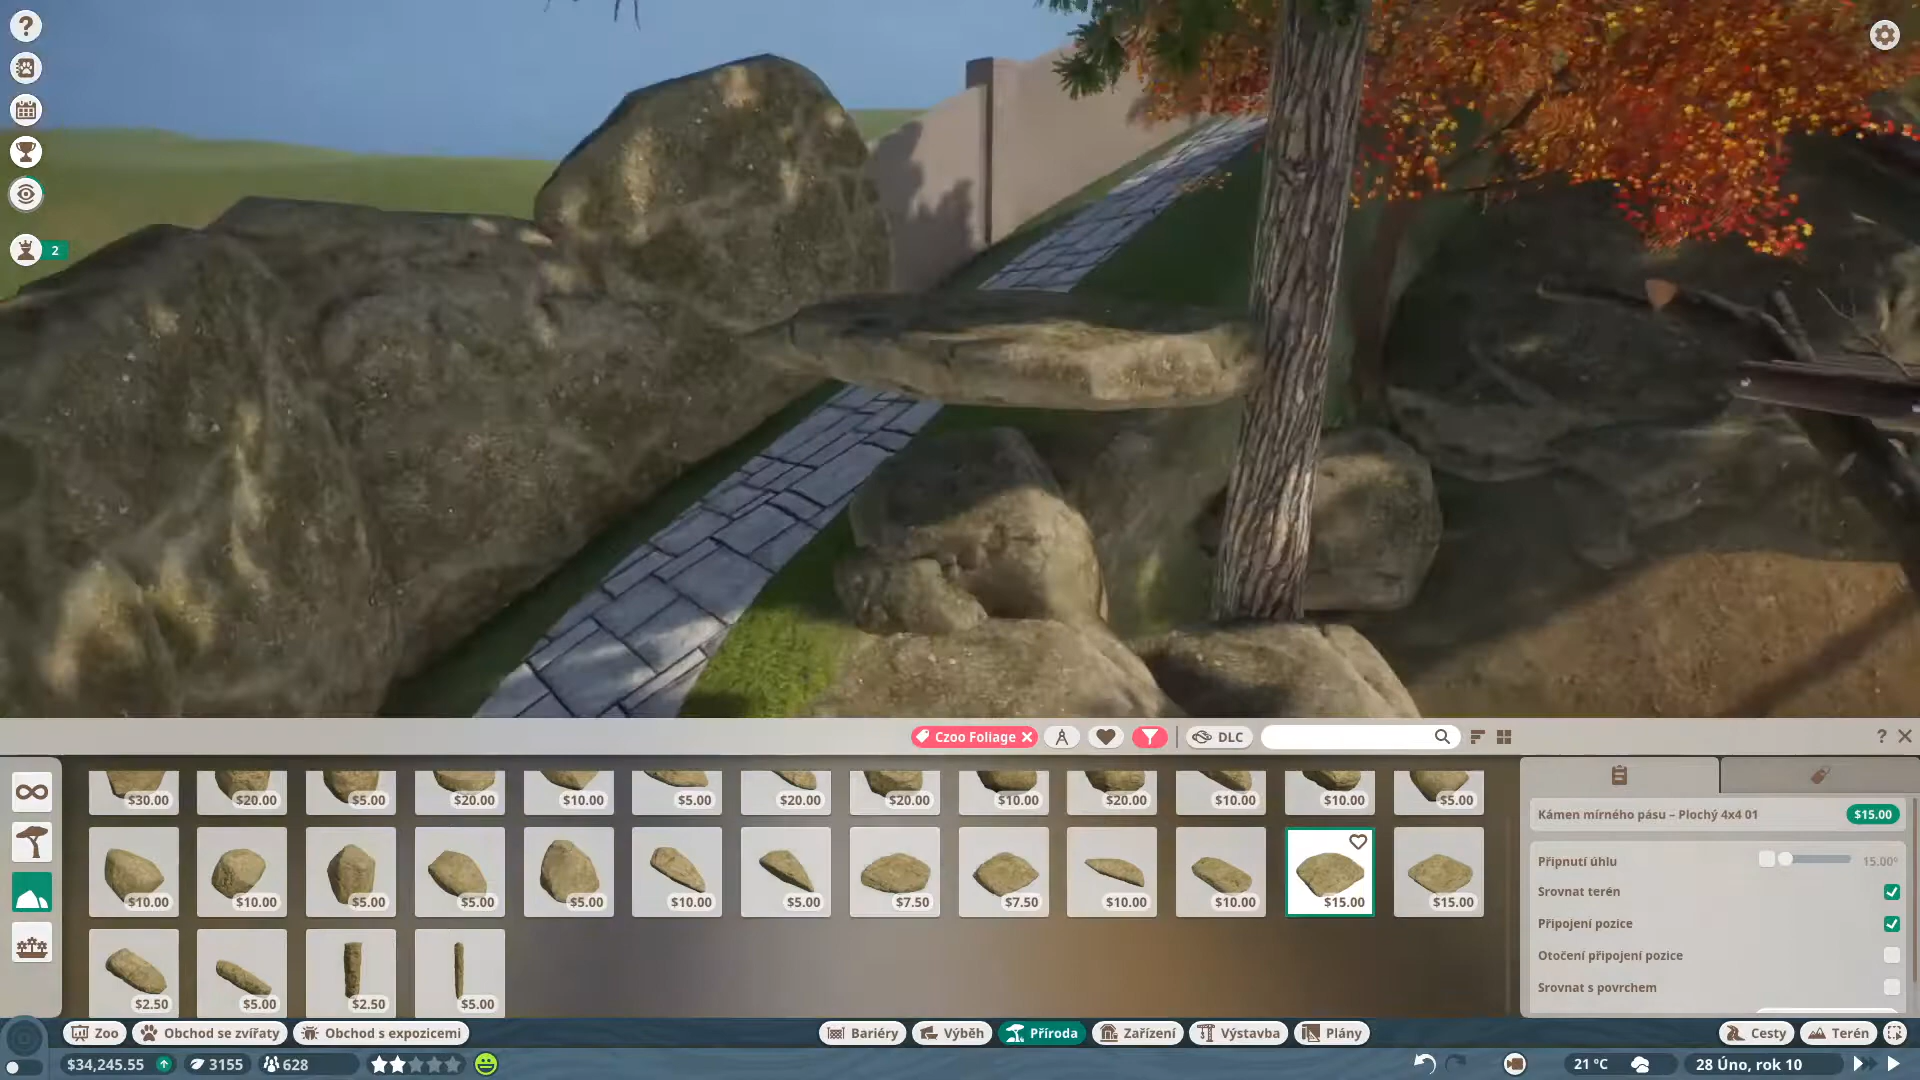 2
Czoo Foliage
DLC
$30.00 $20.00 $5.00 $20.00 $10.00 $5.00 $20.00 $20.00 $10.00 $20.00 $10.00 $10.00 $5.00
$10.00 $10.00 $5.00 $5.00 $5.00 $10.00 $5.00 $7.50 $7.50 $10.00 $10.00 $15.00 $15.00
$2.50 $5.00 $2.50 $5.00
Kámen mírného pásu – Plochý 4x4 01 $15.00
Připnutí úhlu 15.00°
Srovnat terén
Připojení pozice
Otočení připojení pozice
Srovnat s povrchem
Zoo Obchod se zvířaty Obchod s expozicemi Bariéry Výběh Příroda Zařízení Výstavba Plány Cesty Terén
$34,245.55 3155 628 21 °C 28 Úno, rok 10